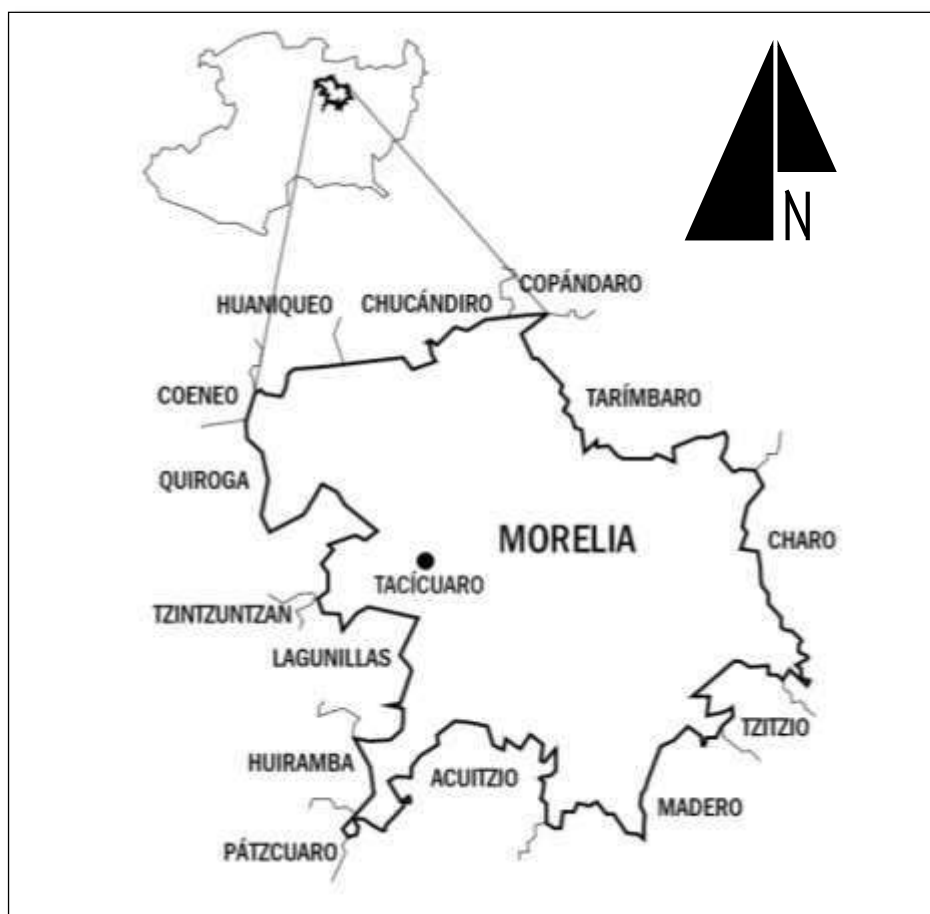 N
COPÁNDARO
HUANIQUEO
CHUCÁNDIRO
COENEO
TARÍMBARO
QUIROGA
MORELIA
CHARO
TACÍCUARO
TZINTZUNTZAN
LAGUNILLAS
TZITZIO
HUIRAMBA
ACUITZIO
MADERO
PÁTZCUARO